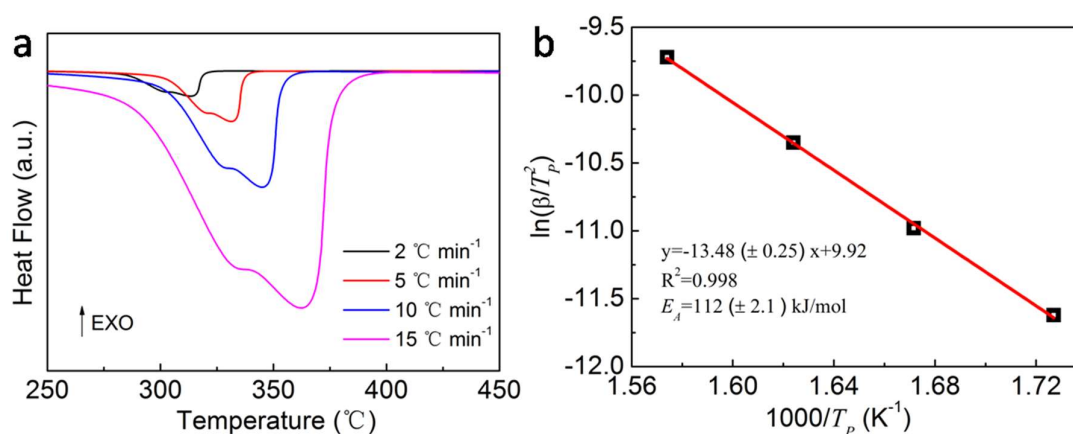 a
Heat Flow (a.u.)
EXO
2 ℃ min⁻¹
5 ℃ min⁻¹
10 ℃ min⁻¹
15 ℃ min⁻¹
250 300 350 400 450
Temperature (℃)
b
ln(β/T_P²)
-9.5
-10.0
-10.5
-11.0
-11.5
-12.0
y=-13.48 (± 0.25) x+9.92
R²=0.998
E_A=112 (± 2.1) kJ/mol
1.56 1.60 1.64 1.68 1.72
1000/T_P (K⁻¹)